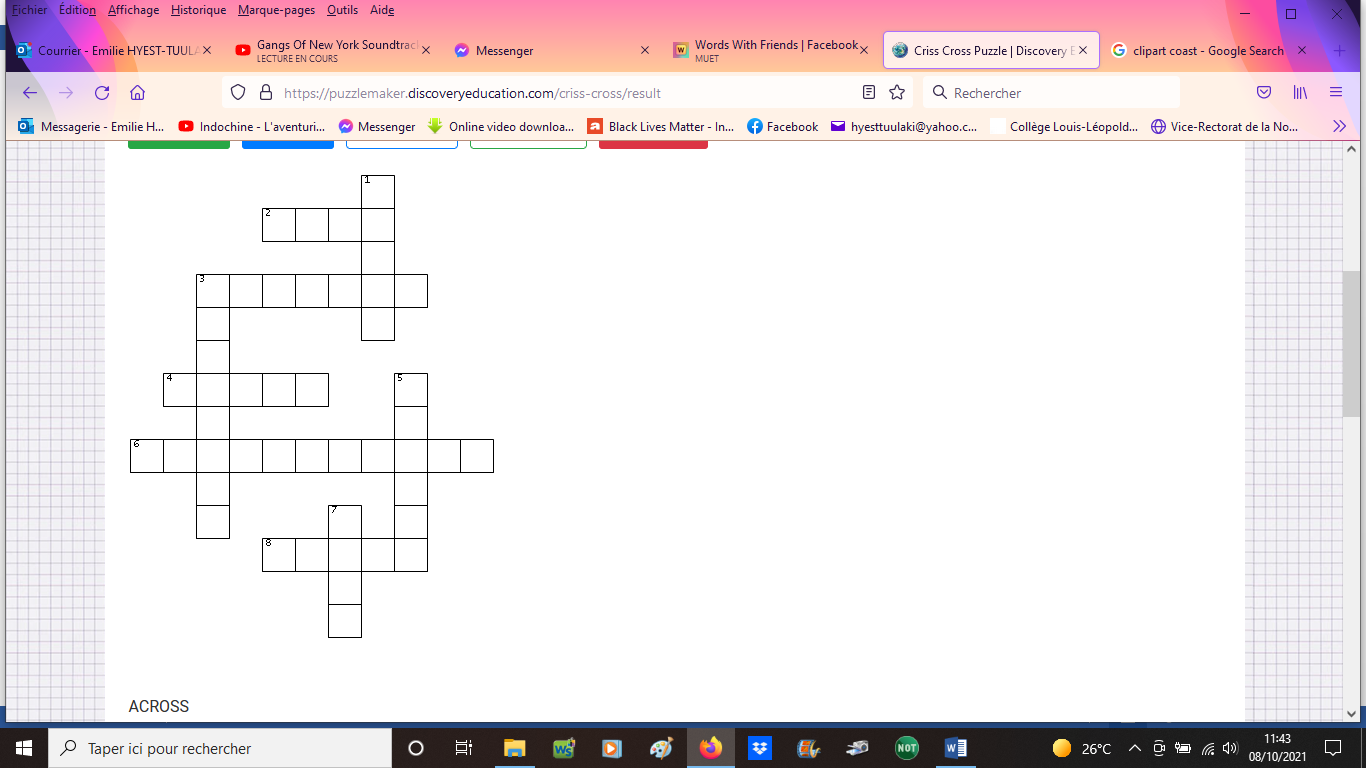 Fichier Édition Affichage Historique Marque-pages Outils Aide
Courrier - Emilie HYEST-TUULA
Gangs Of New York Soundtrac
LECTURE EN COURS
Messenger
Words With Friends | Facebook
MUET
Criss Cross Puzzle | Discovery E
clipart coast - Google Search
https://puzzlemaker.discoveryeducation.com/criss-cross/result
Rechercher
Messagerie - Emilie H... Indochine - L'aventuri... Messenger Online video downloa... Black Lives Matter - In... Facebook hyesttuulaki@yahoo.c... Collège Louis-Léopold... Vice-Rectorat de la No...
1
2
3
4 5
6
7
8
ACROSS
Taper ici pour rechercher
NOT
26°C
11:43
08/10/2021